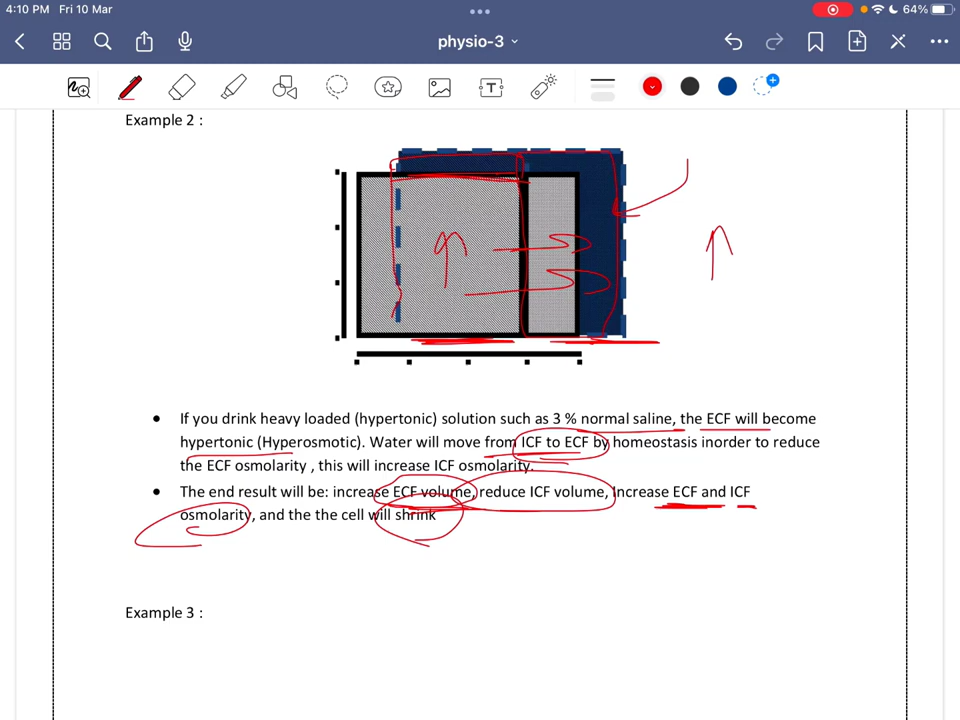 4:10 PM Fri 10 Mar
64%
physio-3
Example 2 :
If you drink heavy loaded (hypertonic) solution such as 3 % normal saline, the ECF will become
hypertonic (Hyperosmotic). Water will move from ICF to ECF by homeostasis inorder to reduce
the ECF osmolarity , this will increase ICF osmolarity.
The end result will be: increase ECF volume, reduce ICF volume, Increase ECF and ICF
osmolarity, and the the cell will shrink
Example 3 :